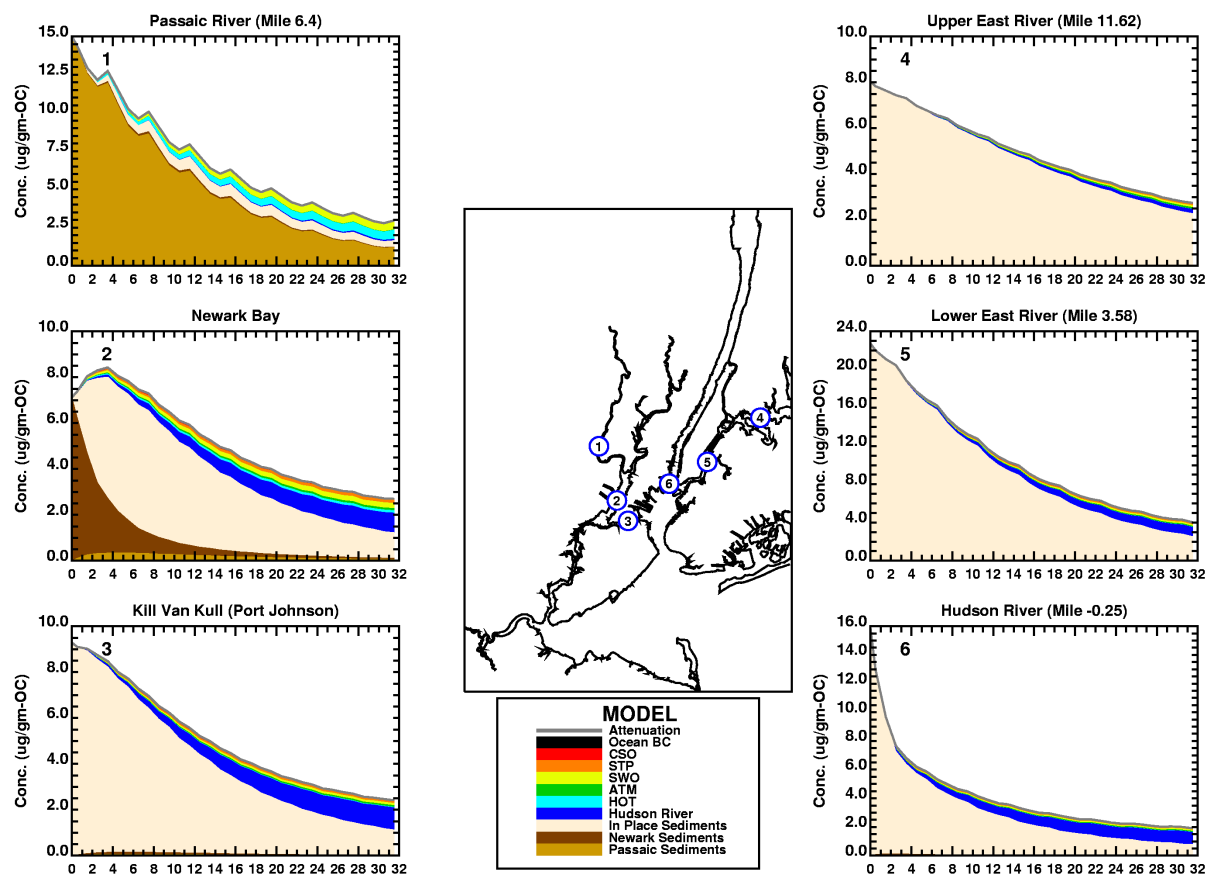 Passaic River (Mile 6.4)
1
Conc. (ug/gm-OC)
15.0
12.5
10.0
7.5
5.0
2.5
0.0
0 2 4 6 8 10 12 14 16 18 20 22 24 26 28 30 32
Newark Bay
2
Conc. (ug/gm-OC)
10.0
8.0
6.0
4.0
2.0
0.0
0 2 4 6 8 10 12 14 16 18 20 22 24 26 28 30 32
Kill Van Kull (Port Johnson)
3
Conc. (ug/gm-OC)
10.0
8.0
6.0
4.0
2.0
0.0
0 2 4 6 8 10 12 14 16 18 20 22 24 26 28 30 32
1
2
3
4
5
6
MODEL
Attenuation
Ocean BC
CSO
STP
SWO
ATM
HOT
Hudson River
In Place Sediments
Newark Sediments
Passaic Sediments
Upper East River (Mile 11.62)
4
Conc. (ug/gm-OC)
10.0
8.0
6.0
4.0
2.0
0.0
0 2 4 6 8 10 12 14 16 18 20 22 24 26 28 30 32
Lower East River (Mile 3.58)
5
Conc. (ug/gm-OC)
24.0
20.0
16.0
12.0
8.0
4.0
0.0
0 2 4 6 8 10 12 14 16 18 20 22 24 26 28 30 32
Hudson River (Mile -0.25)
6
Conc. (ug/gm-OC)
16.0
14.0
12.0
10.0
8.0
6.0
4.0
2.0
0.0
0 2 4 6 8 10 12 14 16 18 20 22 24 26 28 30 32